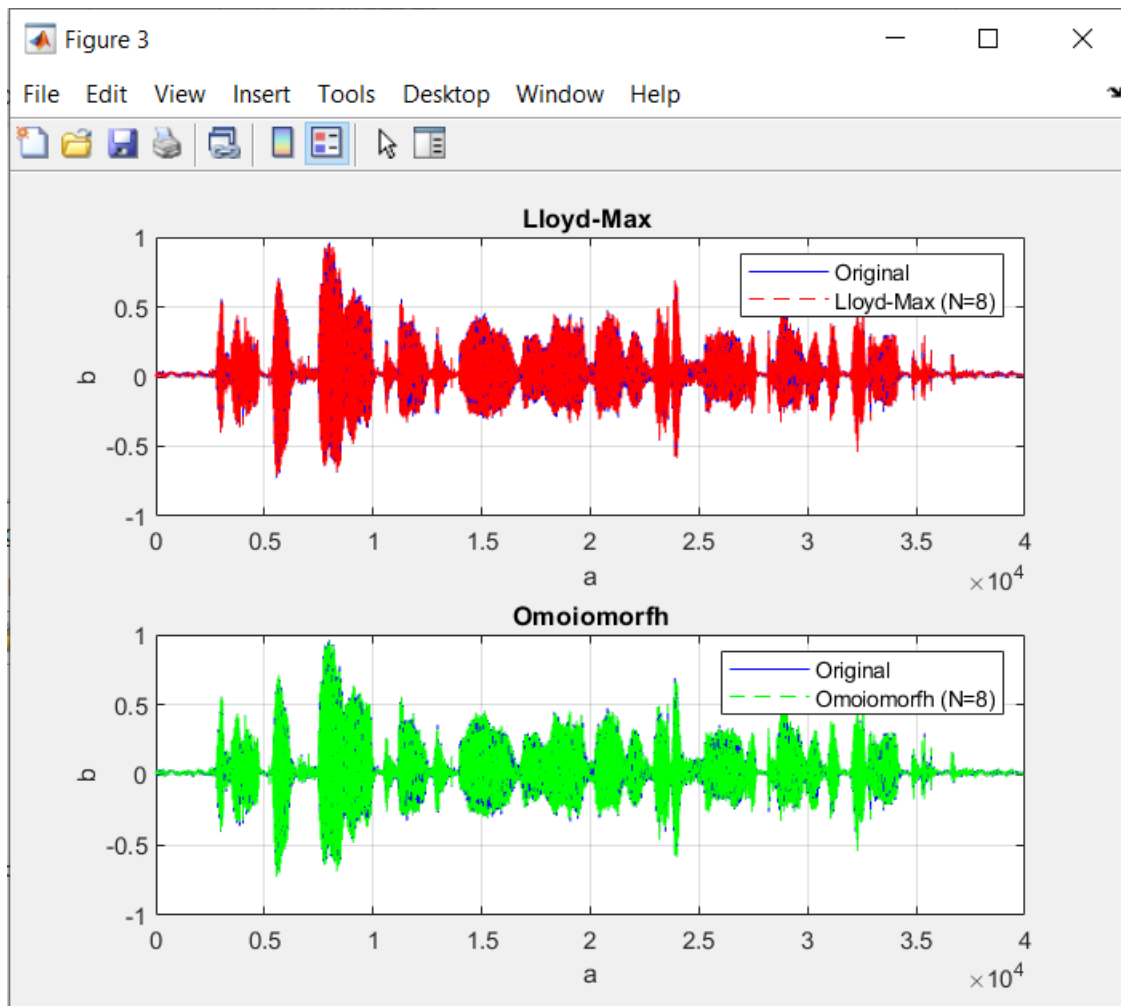 Figure 3
File Edit View Insert Tools Desktop Window Help
Lloyd-Max
1
0.5
0
-0.5
-1
b
Original
Lloyd-Max (N=8)
0 0.5 1 1.5 2 2.5 3 3.5 4
a
×10^4
Omoiomorfh
1
0.5
0
-0.5
-1
b
Original
Omoiomorfh (N=8)
0 0.5 1 1.5 2 2.5 3 3.5 4
a
×10^4